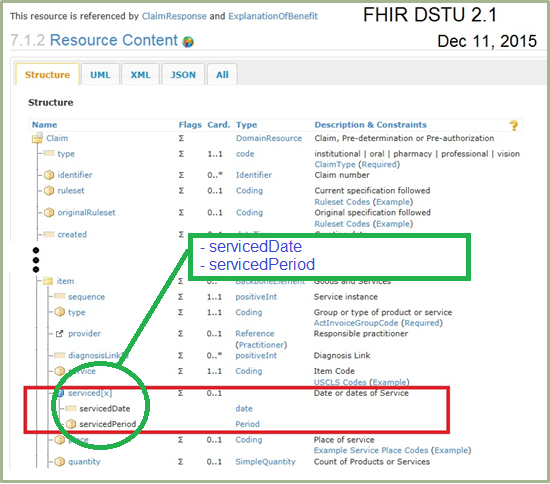 This resource is referenced by ClaimResponse and ExplanationOfBenefit
FHIR DSTU 2.1
7.1.2 Resource Content
Dec 11, 2015
Structure UML XML JSON All
Structure
Name Flags Card. Type Description & Constraints ?
Claim Σ DomainResource Claim, Pre-determination or Pre-authorization
type Σ 1..1 code institutional | oral | pharmacy | professional | vision
ClaimType (Required)
identifier Σ 0..* Identifier Claim number
ruleset Σ 0..1 Coding Current specification followed
Ruleset Codes (Example)
originalRuleset Σ 0..1 Coding Original specification followed
Ruleset Codes (Example)
created
- servicedDate
- servicedPeriod
item BackboneElement Goods and Services
sequence Σ 1..1 positiveInt Service instance
type Σ 1..1 Coding Group or type of product or service
ActInvoiceGroupCode (Required)
provider Σ 0..1 Reference Responsible practitioner
(Practitioner)
diagnosisLinkId Σ 0..* positiveInt Diagnosis Link
service Σ 1..1 Coding Item Code
USCLS Codes (Example)
serviced[x] Σ 0..1 Date or dates of Service
servicedDate date
servicedPeriod Period
place Σ 0..1 Coding Place of service
Example Service Place Codes (Example)
quantity Σ 0..1 SimpleQuantity Count of Products or Services